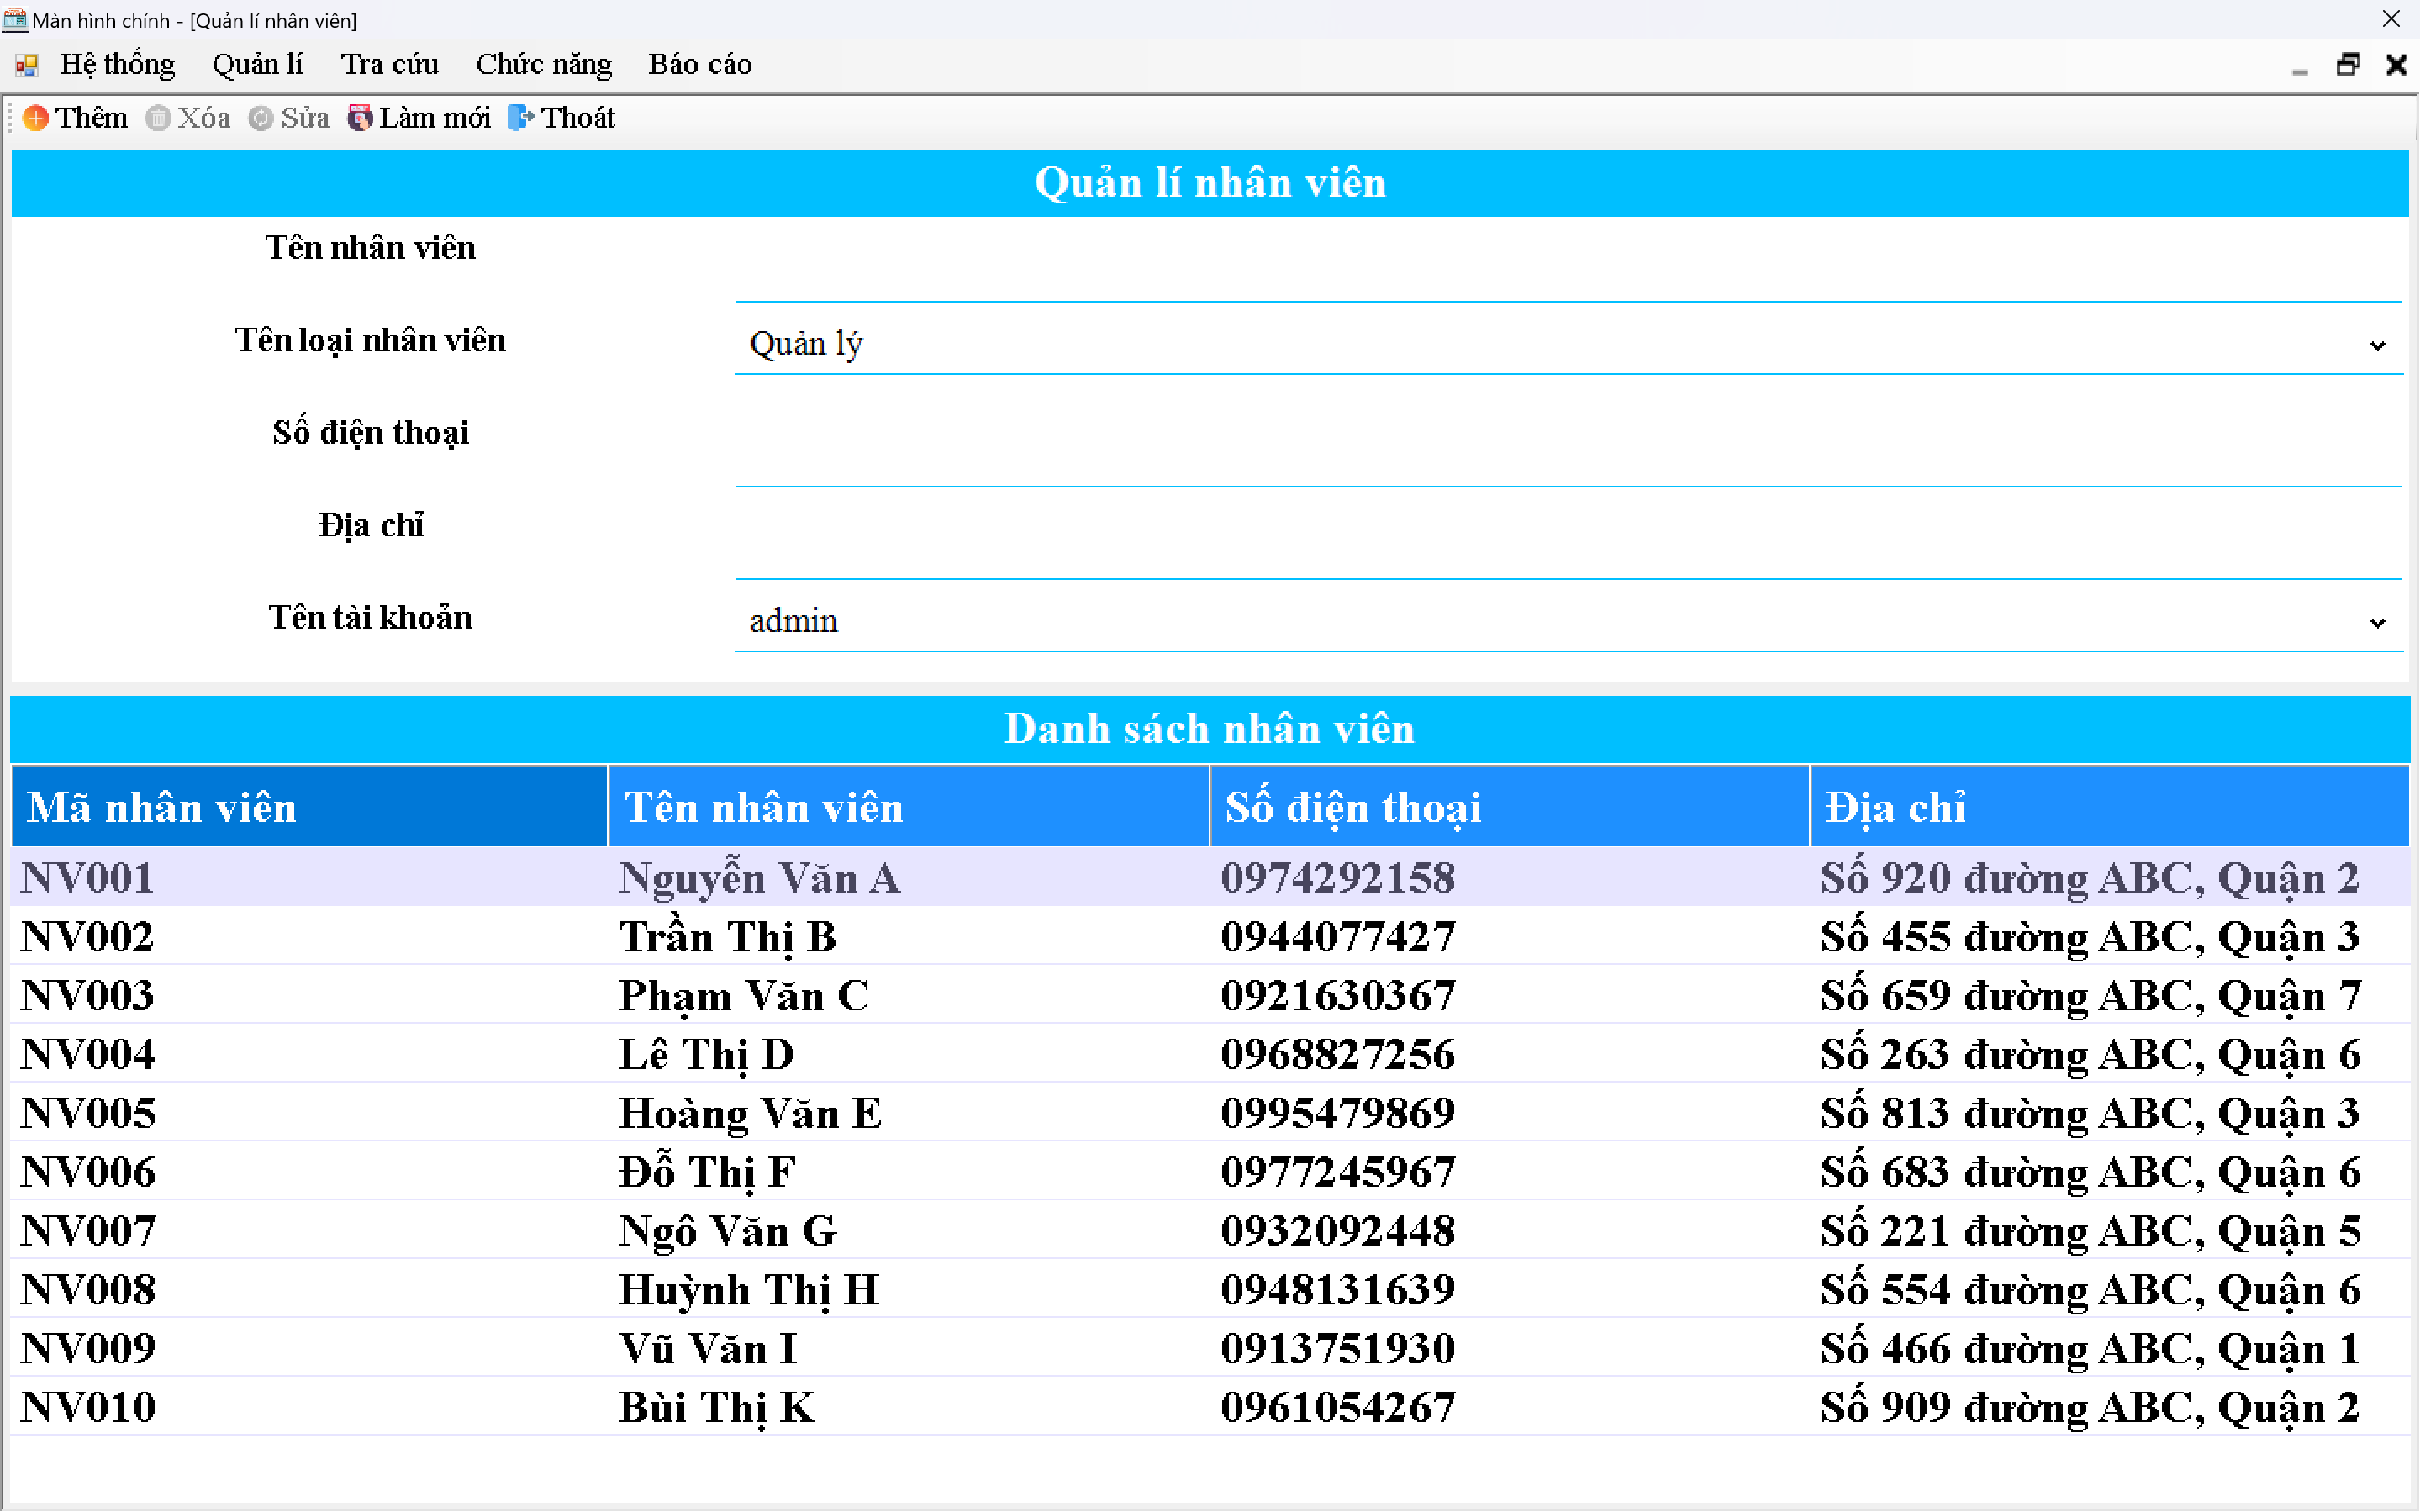 Màn hình chính - [Quản lí nhân viên]
Hệ thống Quản lí Tra cứu Chức năng Báo cáo
Thêm Xóa Sửa Làm mới Thoát
Quản lí nhân viên
Tên nhân viên
Tên loại nhân viên Quản lý
Số điện thoại
Địa chỉ
Tên tài khoản admin
Danh sách nhân viên
Mã nhân viên Tên nhân viên Số điện thoại Địa chỉ
NV001 Nguyễn Văn A 0974292158 Số 920 đường ABC, Quận 2
NV002 Trần Thị B 0944077427 Số 455 đường ABC, Quận 3
NV003 Phạm Văn C 0921630367 Số 659 đường ABC, Quận 7
NV004 Lê Thị D 0968827256 Số 263 đường ABC, Quận 6
NV005 Hoàng Văn E 0995479869 Số 813 đường ABC, Quận 3
NV006 Đỗ Thị F 0977245967 Số 683 đường ABC, Quận 6
NV007 Ngô Văn G 0932092448 Số 221 đường ABC, Quận 5
NV008 Huỳnh Thị H 0948131639 Số 554 đường ABC, Quận 6
NV009 Vũ Văn I 0913751930 Số 466 đường ABC, Quận 1
NV010 Bùi Thị K 0961054267 Số 909 đường ABC, Quận 2